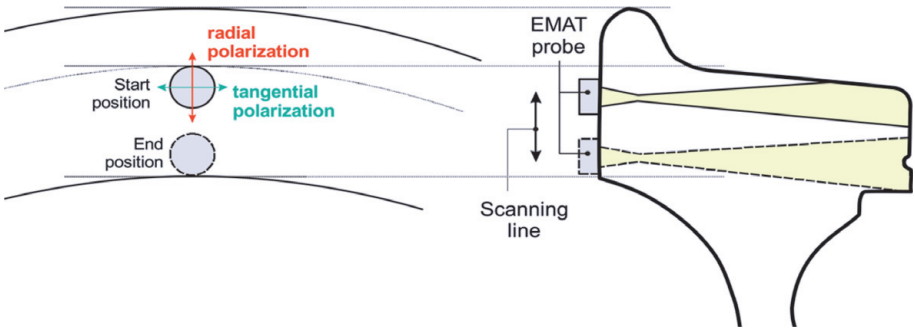 radial
polarization
Start
position
tangential
polarization
End
position
EMAT
probe
Scanning
line